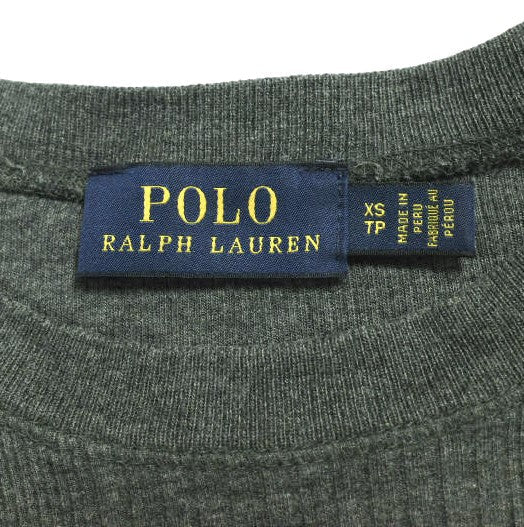 POLO
RALPH LAUREN
XS
TP
MADE IN
PERU
FABRIQUÉ AU
PÉROU